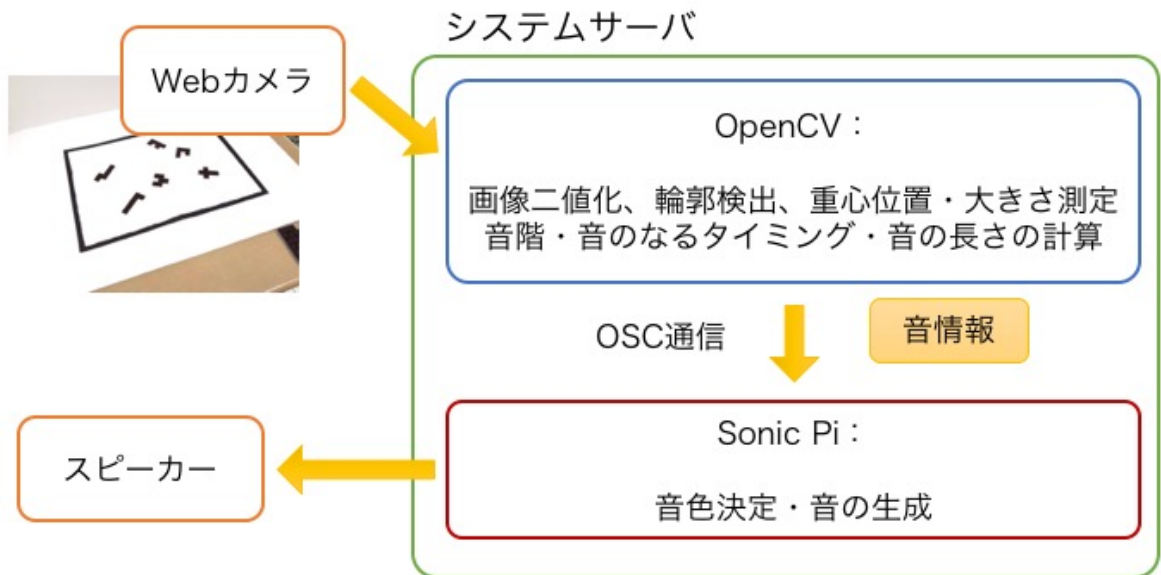 システムサーバ
Webカメラ
OpenCV：
画像二値化、輪郭検出、重心位置・大きさ測定
音階・音のなるタイミング・音の長さの計算
OSC通信
音情報
Sonic Pi：
音色決定・音の生成
スピーカー